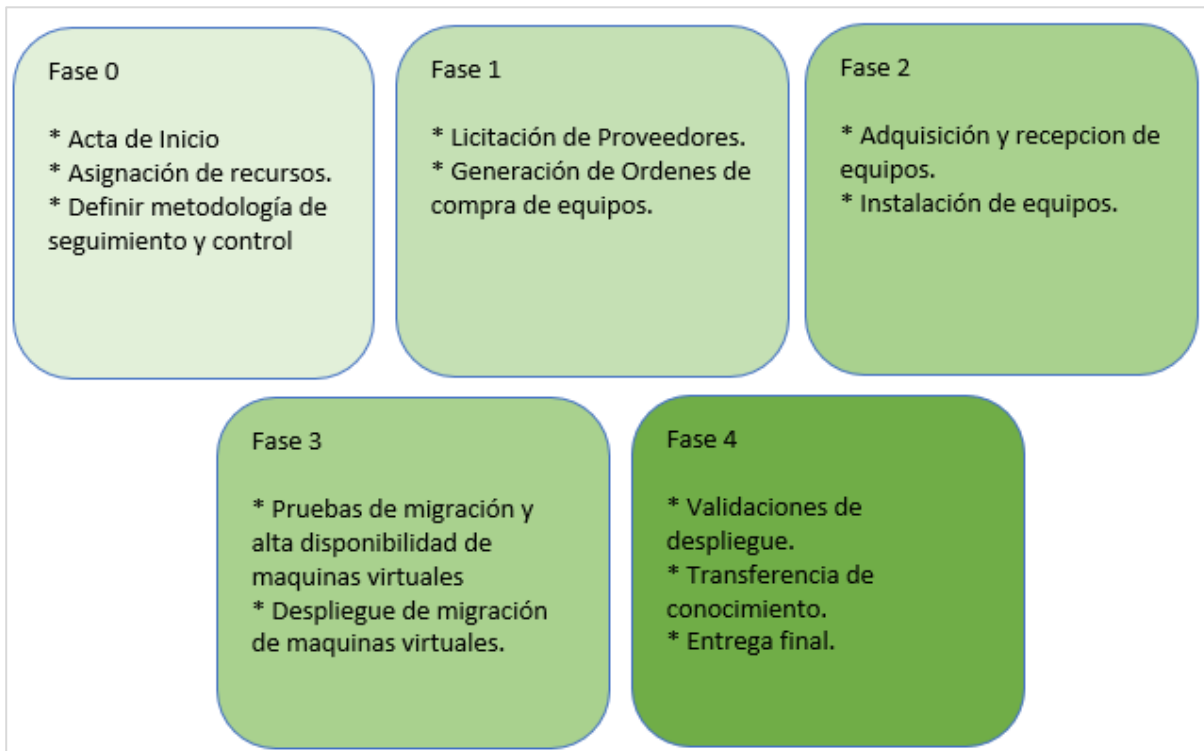 Fase 0
* Acta de Inicio
* Asignación de recursos.
* Definir metodología de
seguimiento y control
Fase 1
* Licitación de Proveedores.
* Generación de Ordenes de
compra de equipos.
Fase 2
* Adquisición y recepcion de
equipos.
* Instalación de equipos.
Fase 3
* Pruebas de migración y
alta disponibilidad de
maquinas virtuales
* Despliegue de migración
de maquinas virtuales.
Fase 4
* Validaciones de
despliegue.
* Transferencia de
conocimiento.
* Entrega final.